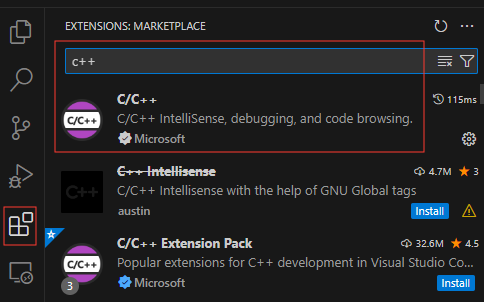 EXTENSIONS: MARKETPLACE
c++
C/C++
C/C++ 115ms
C/C++ IntelliSense, debugging, and code browsing.
Microsoft
C++
C++ Intellisense 4.7M 3
C/C++ Intellisense with the help of GNU Global tags
austin Install
C/C++
3
C/C++ Extension Pack 32.6M 4.5
Popular extensions for C++ development in Visual Studio Co...
Microsoft Install